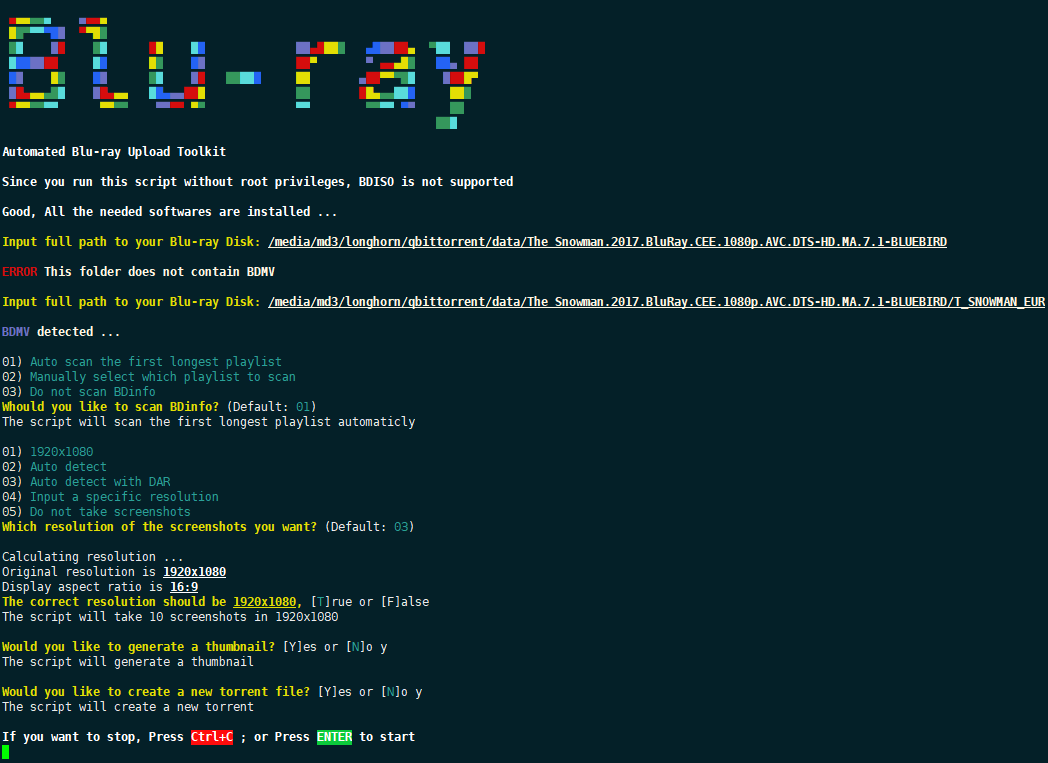 Blu-ray
Automated Blu-ray Upload Toolkit
Since you run this script without root privileges, BDISO is not supported
Good, All the needed softwares are installed ...
Input full path to your Blu-ray Disk: /media/md3/longhorn/qbittorrent/data/The Snowman.2017.BluRay.CEE.1080p.AVC.DTS-HD.MA.7.1-BLUEBIRD
ERROR This folder does not contain BDMV
Input full path to your Blu-ray Disk: /media/md3/longhorn/qbittorrent/data/The Snowman.2017.BluRay.CEE.1080p.AVC.DTS-HD.MA.7.1-BLUEBIRD/T_SNOWMAN_EUR
BDMV detected ...
01) Auto scan the first longest playlist
02) Manually select which playlist to scan
03) Do not scan BDinfo
Whould you like to scan BDinfo? (Default: 01)
The script will scan the first longest playlist automaticly
01) 1920x1080
02) Auto detect
03) Auto detect with DAR
04) Input a specific resolution
05) Do not take screenshots
Which resolution of the screenshots you want? (Default: 03)
Calculating resolution ...
Original resolution is 1920x1080
Display aspect ratio is 16:9
The correct resolution should be 1920x1080, [T]rue or [F]alse
The script will take 10 screenshots in 1920x1080
Would you like to generate a thumbnail? [Y]es or [N]o y
The script will generate a thumbnail
Would you like to create a new torrent file? [Y]es or [N]o y
The script will create a new torrent
If you want to stop, Press Ctrl+C ; or Press ENTER to start